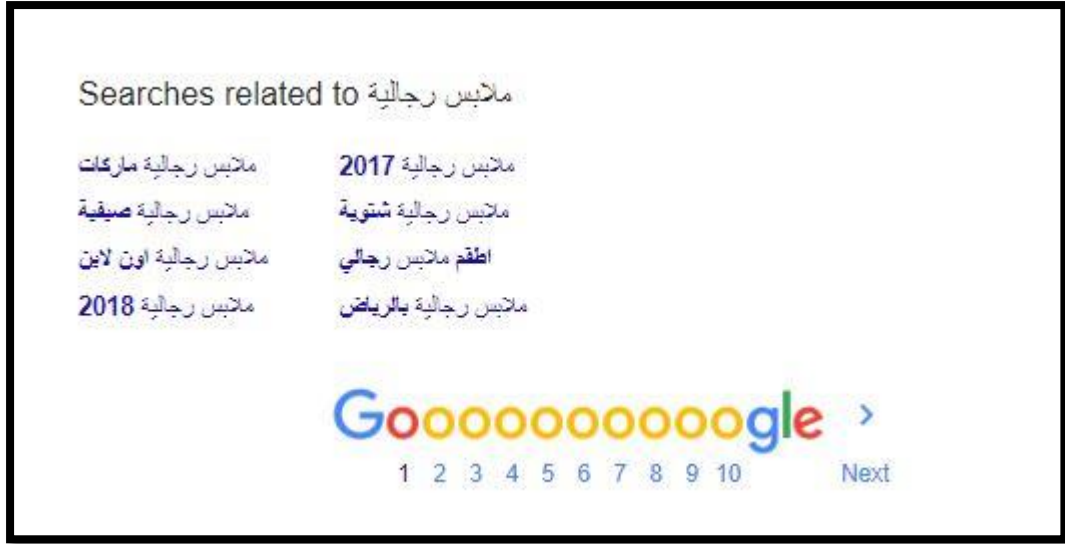 Searches related to ملابس رجالية
ملابس رجالية ماركات
ملابس رجالية 2017
ملابس رجالية صيفية
ملابس رجالية شتوية
ملابس رجالية اون لاين
اطقم ملابس رجالي
ملابس رجالية 2018
ملابس رجالية بالرياض
Goooooooooogle >
1 2 3 4 5 6 7 8 9 10 Next